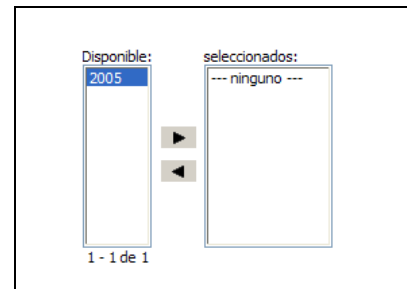 Disponible: seleccionados:
2005 --- ninguno ---
1 - 1 de 1